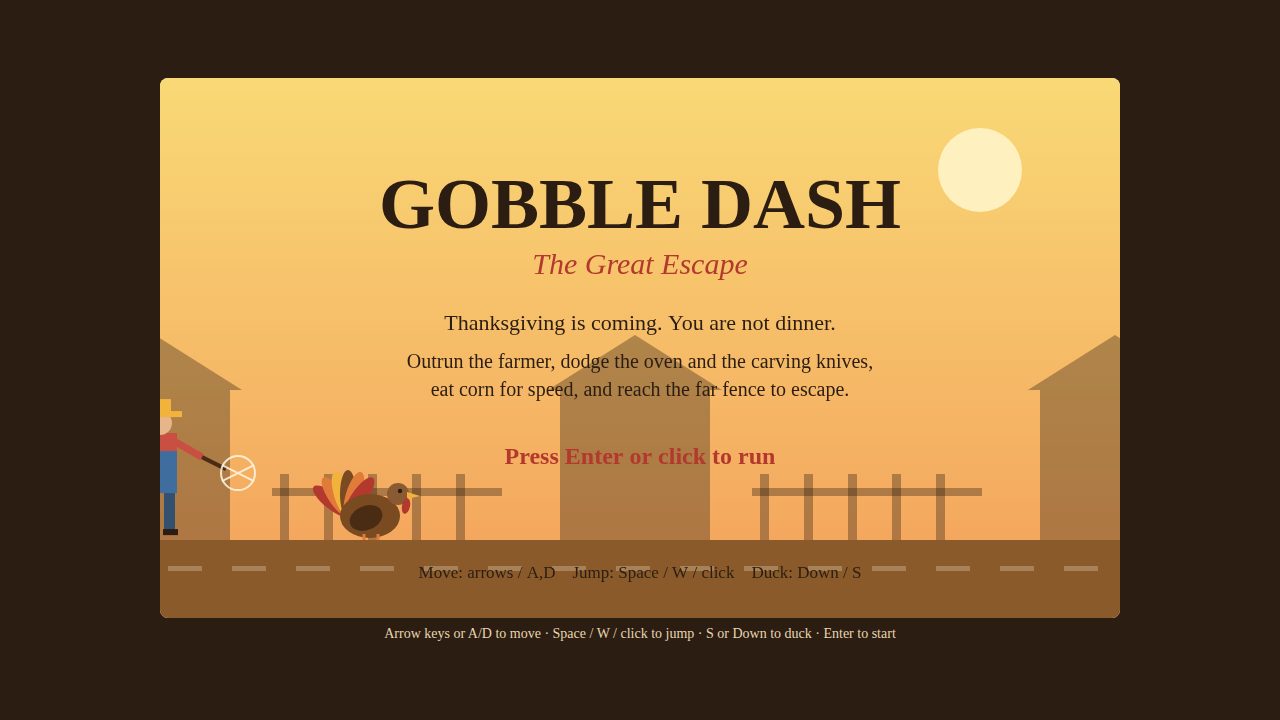 GOBBLE DASH
The Great Escape
Thanksgiving is coming. You are not dinner.
Outrun the farmer, dodge the oven and the carving knives,
eat corn for speed, and reach the far fence to escape.
Press Enter or click to run
Move: arrows / A,D    Jump: Space / W / click    Duck: Down / S
Arrow keys or A/D to move · Space / W / click to jump · S or Down to duck · Enter to start